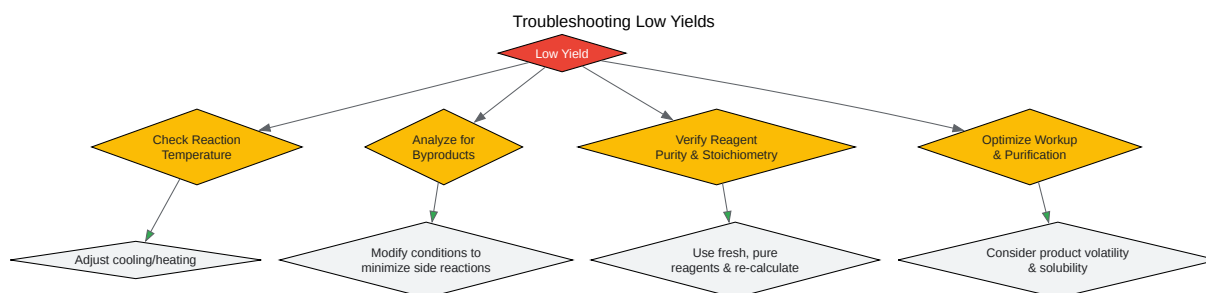 Troubleshooting Low Yields
Low Yield
Check Reaction
Temperature
Analyze for
Byproducts
Verify Reagent
Purity & Stoichiometry
Optimize Workup
& Purification
Adjust cooling/heating
Modify conditions to
minimize side reactions
Use fresh, pure
reagents & re-calculate
Consider product volatility
& solubility